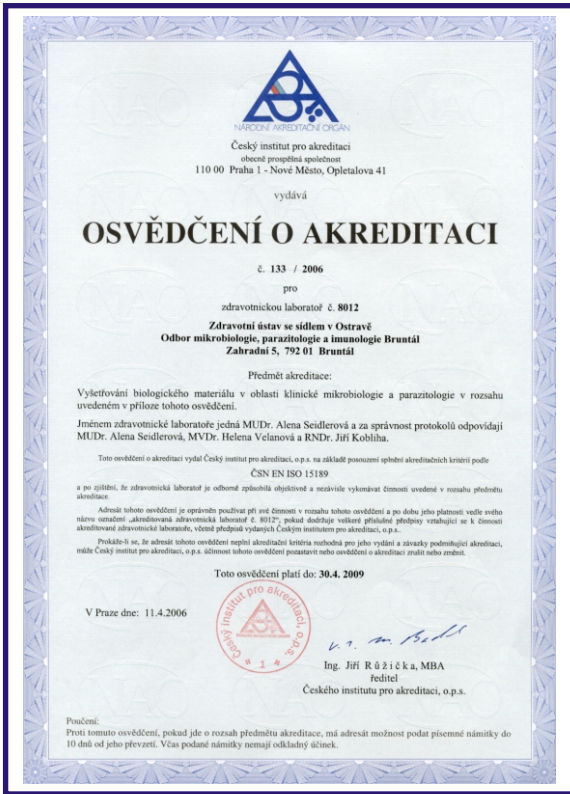 NÁRODNÍ AKREDITAČNÍ ORGÁN
Český institut pro akreditaci
obecně prospěšná společnost
110 00 Praha 1 - Nové Město, Opletalova 41
vydává
OSVĚDČENÍ O AKREDITACI
č. 133 / 2006
pro
zdravotnickou laboratoř č. 8012
Zdravotní ústav se sídlem v Ostravě
Odbor mikrobiologie, parazitologie a imunologie Bruntál
Zahradní 5, 792 01 Bruntál
Předmět akreditace:
Vyšetřování biologického materiálu v oblasti klinické mikrobiologie a parazitologie v rozsahu
uvedeném v příloze tohoto osvědčení.
Jménem zdravotnické laboratoře jedná MUDr. Alena Seidlerová a za správnost protokolů odpovídají
MUDr. Alena Seidlerová, MVDr. Helena Velanová a RNDr. Jiří Kobliha.
Toto osvědčení o akreditaci vydal Český institut pro akreditaci, o.p.s. na základě posouzení splnění akreditačních kritérií podle
ČSN EN ISO 15189
a po zjištění, že zdravotnická laboratoř je odborně způsobilá objektivně a nezávisle vykonávat činnosti uvedené v rozsahu předmětu
akreditace.
Adresát tohoto osvědčení je oprávněn používat při své činnosti v rozsahu tohoto osvědčení a po dobu jeho platnosti vedle svého
názvu označení „akreditovaná zdravotnická laboratoř č. 8012", pokud dodržuje veškeré příslušné předpisy vztahující se k činnosti
akreditované zdravotnické laboratoře, včetně předpisů vydaných Českým institutem pro akreditaci, o.p.s..
Prokáže-li se, že adresát tohoto osvědčení neplní akreditační kritéria rozhodná pro jeho vydání a závazky podmiňující akreditaci,
může Český institut pro akreditaci, o.p.s. účinnost tohoto osvědčení pozastavit nebo osvědčení o akreditaci zrušit nebo změnit.
Toto osvědčení platí do: 30.4. 2009
V Praze dne: 11.4.2006
Český institut pro akreditaci, o.p.s.
* 1 *
Ing. Jiří Růžička, MBA
ředitel
Českého institutu pro akreditaci, o.p.s.
Poučení:
Proti tomuto osvědčení, pokud jde o rozsah předmětu akreditace, má adresát možnost podat písemné námitky do
10 dnů od jeho převzetí. Včas podané námitky nemají odkladný účinek.